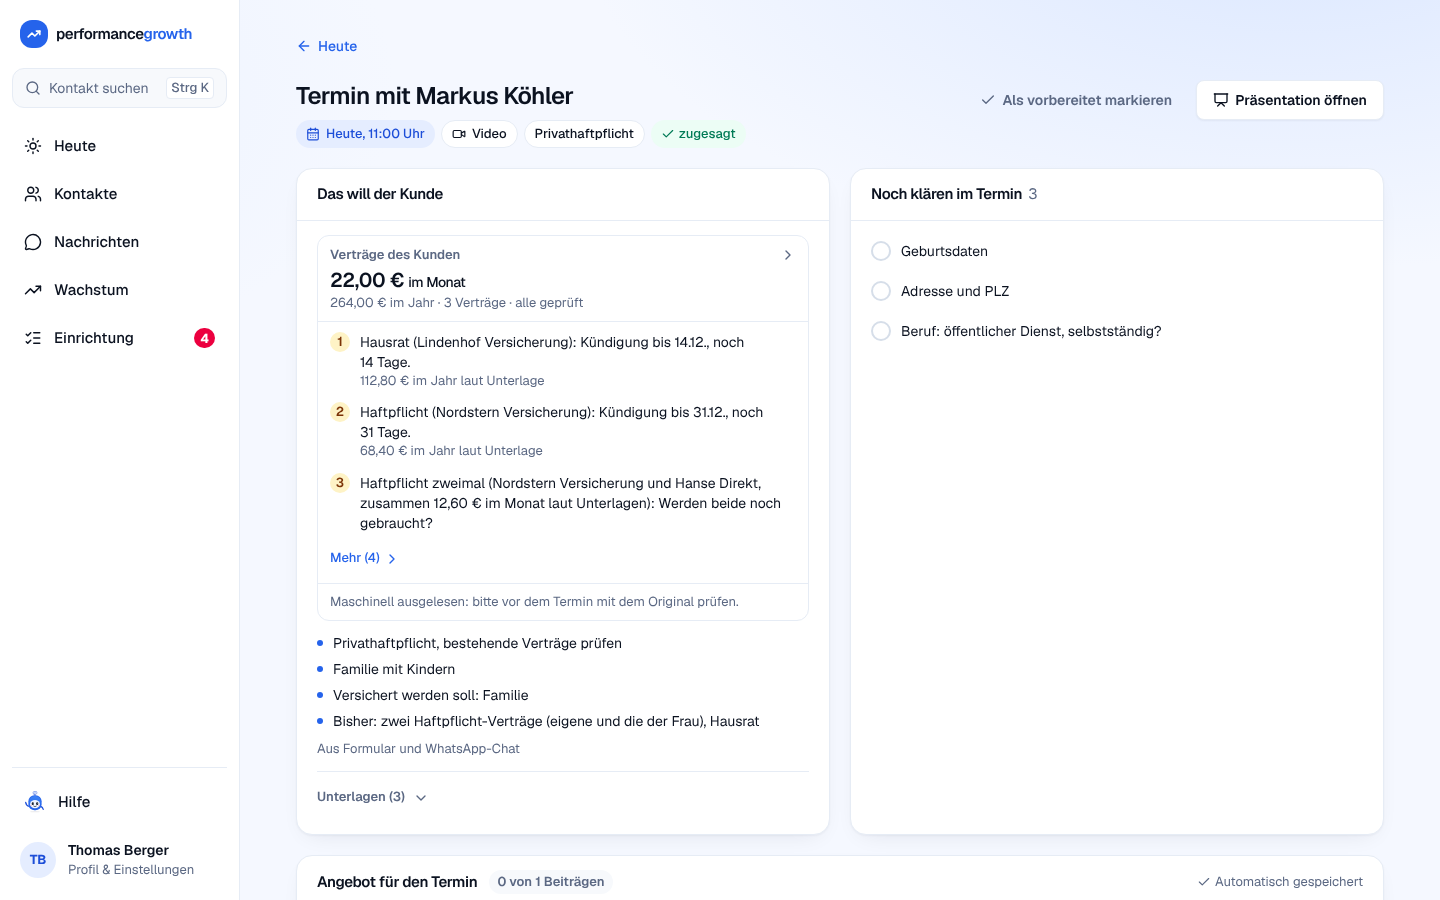 performancegrowth
Kontakt suchen Strg K
Heute
Kontakte
Nachrichten
Wachstum
Einrichtung 4
Hilfe
TB Thomas Berger
Profil & Einstellungen
Heute
Termin mit Markus Köhler
Als vorbereitet markieren
Präsentation öffnen
Heute, 11:00 Uhr
Video
Privathaftpflicht
zugesagt
Das will der Kunde
Verträge des Kunden
22,00 € im Monat
264,00 € im Jahr · 3 Verträge · alle geprüft
1 Hausrat (Lindenhof Versicherung): Kündigung bis 14.12., noch
14 Tage.
112,80 € im Jahr laut Unterlage
2 Haftpflicht (Nordstern Versicherung): Kündigung bis 31.12., noch
31 Tage.
68,40 € im Jahr laut Unterlage
3 Haftpflicht zweimal (Nordstern Versicherung und Hanse Direkt,
zusammen 12,60 € im Monat laut Unterlagen): Werden beide noch
gebraucht?
Mehr (4)
Maschinell ausgelesen: bitte vor dem Termin mit dem Original prüfen.
Privathaftpflicht, bestehende Verträge prüfen
Familie mit Kindern
Versichert werden soll: Familie
Bisher: zwei Haftpflicht-Verträge (eigene und die der Frau), Hausrat
Aus Formular und WhatsApp-Chat
Unterlagen (3)
Noch klären im Termin 3
Geburtsdaten
Adresse und PLZ
Beruf: öffentlicher Dienst, selbstständig?
Angebot für den Termin 0 von 1 Beiträgen
Automatisch gespeichert